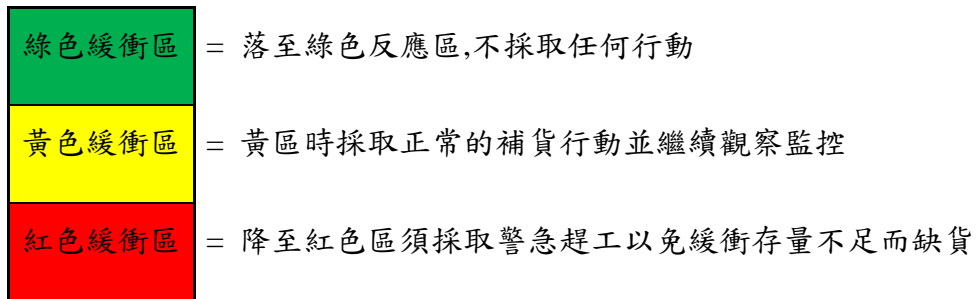 綠色緩衝區 = 落至綠色反應區,不採取任何行動
黃色緩衝區 = 黃區時採取正常的補貨行動並繼續觀察監控
紅色緩衝區 = 降至紅色區須採取警急趕工以免緩衝存量不足而缺貨